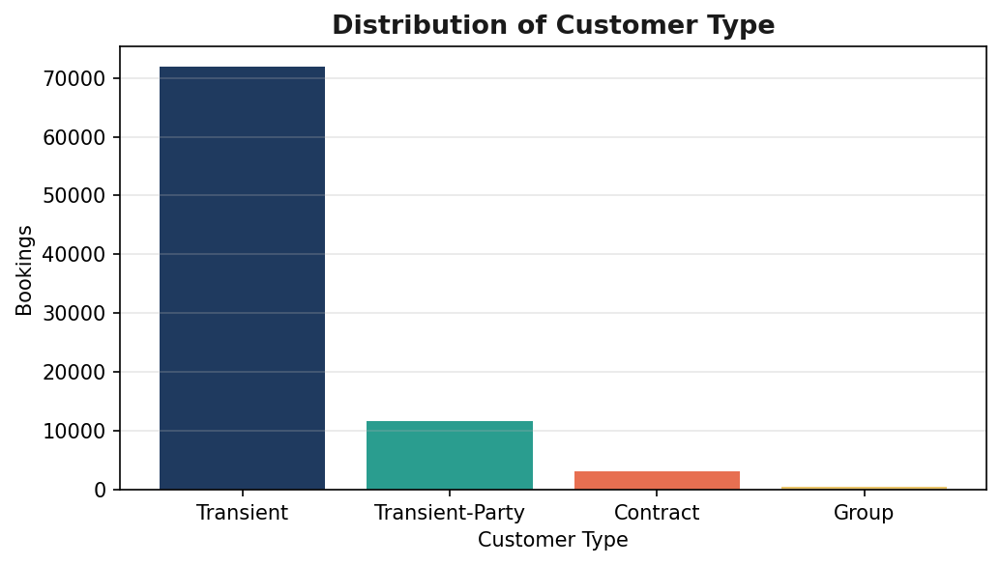 Distribution of Customer Type
Bookings
70000
60000
50000
40000
30000
20000
10000
0
Transient Transient-Party Contract Group
Customer Type